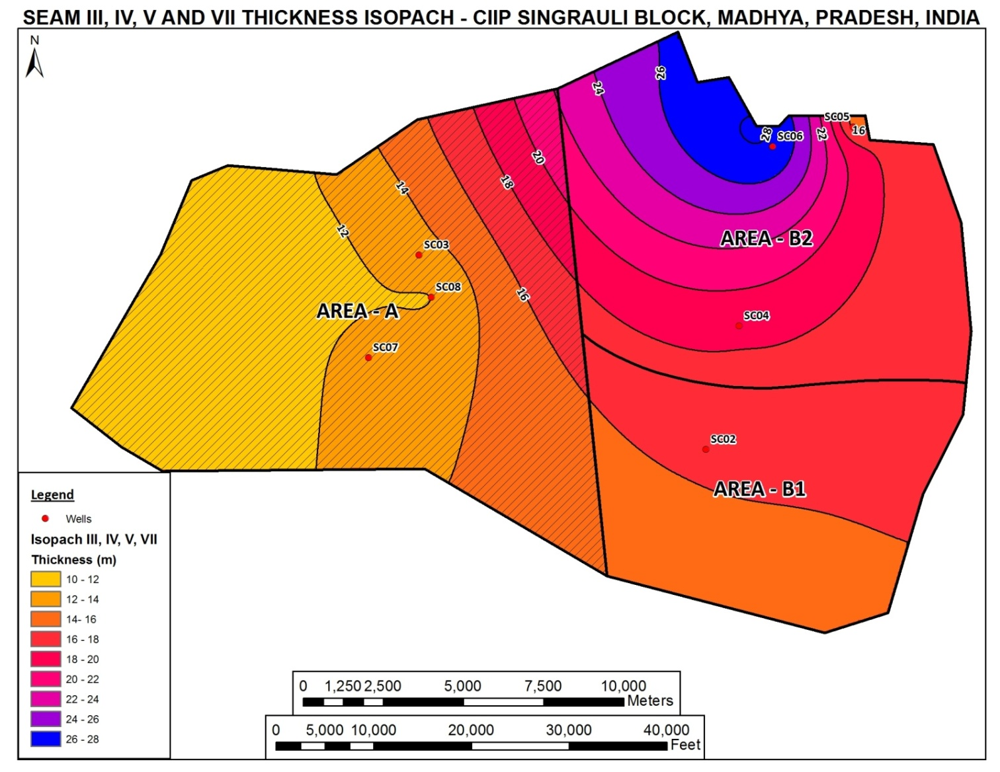 SEAM III, IV, V AND VII THICKNESS ISOPACH - CIIP SINGRAULI BLOCK, MADHYA, PRADESH, INDIA
N
26
24
SC05
16
28
SC06
22
20
18
14
12
AREA - B2
SC03
SC08
16
AREA - A
SC04
SC07
SC02
AREA - B1
Legend
Wells
Isopach III, IV, V, VII
Thickness (m)
10 - 12
12 - 14
14- 16
16 - 18
18 - 20
20 - 22
22 - 24
24 - 26
26 - 28
0 1,250 2,500 5,000 7,500 10,000
Meters
0 5,000 10,000 20,000 30,000 40,000
Feet